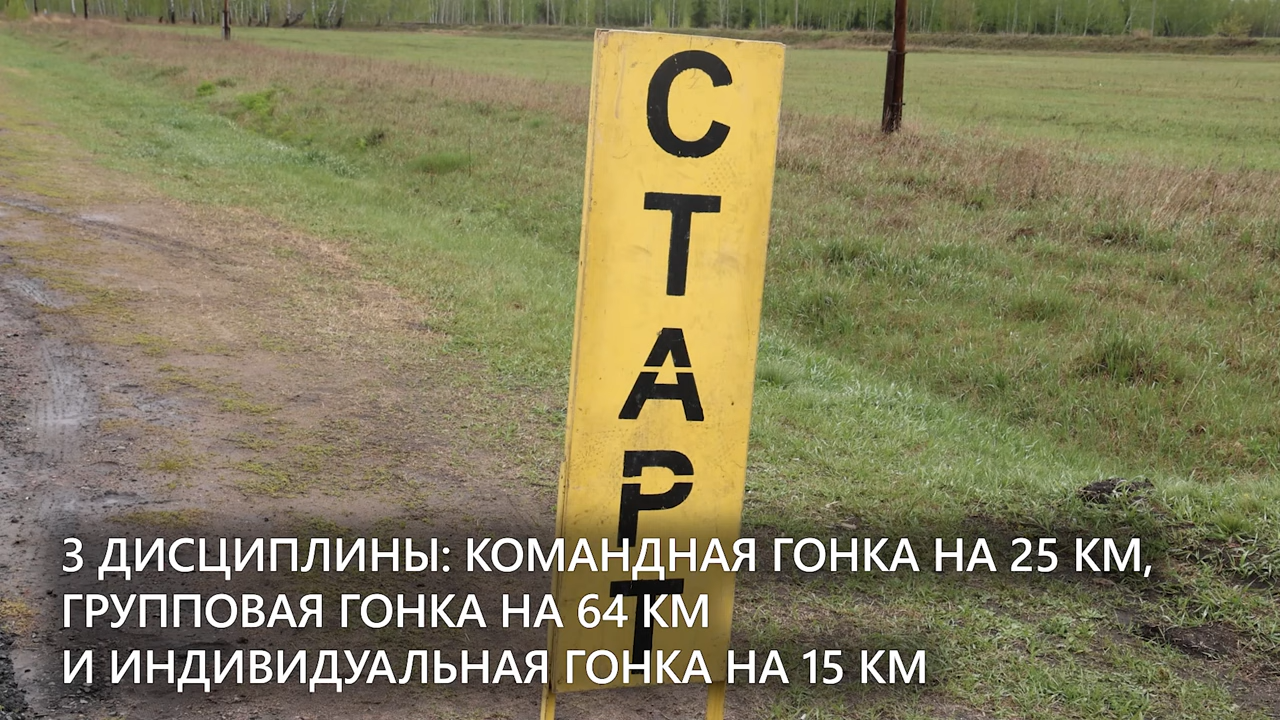 СТАРТ
3 ДИСЦИПЛИНЫ: КОМАНДНАЯ ГОНКА НА 25 КМ,
ГРУППОВАЯ ГОНКА НА 64 КМ
И ИНДИВИДУАЛЬНАЯ ГОНКА НА 15 КМ